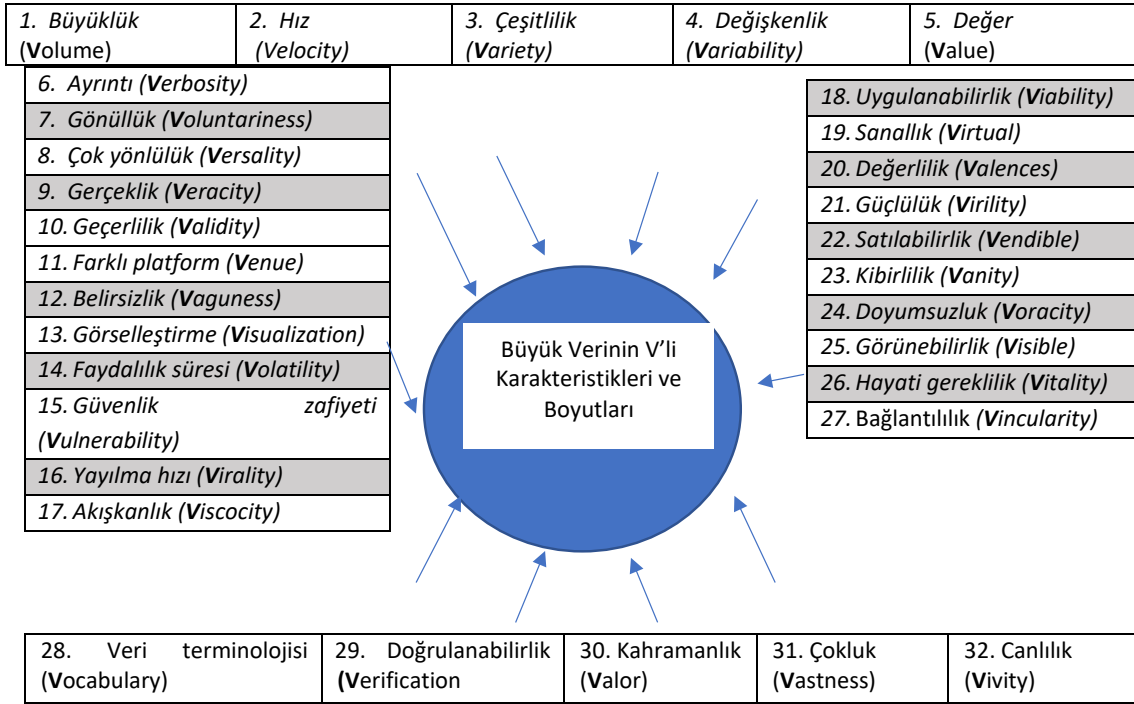 1. Büyüklük
(Volume)
2. Hız
(Velocity)
3. Çeşitlilik
(Variety)
4. Değişkenlik
(Variability)
5. Değer
(Value)
6. Ayrıntı (Verbosity)
7. Gönüllük (Voluntariness)
8. Çok yönlülük (Versality)
9. Gerçeklik (Veracity)
10. Geçerlilik (Validity)
11. Farklı platform (Venue)
12. Belirsizlik (Vaguness)
13. Görselleştirme (Visualization)
14. Faydalılık süresi (Volatility)
15. Güvenlik zafiyeti
(Vulnerability)
16. Yayılma hızı (Virality)
17. Akışkanlık (Viscocity)
Büyük Verinin V’li
Karakteristikleri ve
Boyutları
18. Uygulanabilirlik (Viability)
19. Sanallık (Virtual)
20. Değerlilik (Valences)
21. Güçlülük (Virility)
22. Satılabilirlik (Vendible)
23. Kibirlilik (Vanity)
24. Doyumsuzluk (Voracity)
25. Görünebilirlik (Visible)
26. Hayati gereklilik (Vitality)
27. Bağlantılılık (Vincularity)
28. Veri terminolojisi
(Vocabulary)
29. Doğrulanabilirlik
(Verification
30. Kahramanlık
(Valor)
31. Çokluk
(Vastness)
32. Canlılık
(Vivity)